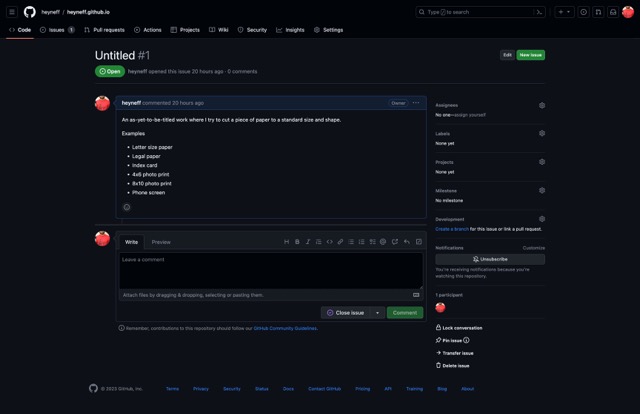 heyneff / heyneff.github.io
Type / to search
Code
Issues 1
Pull requests
Actions
Projects
Wiki
Security
Insights
Settings
Untitled #1
Edit
New issue
Open
heyneff opened this issue 20 hours ago · 0 comments
heyneff commented 20 hours ago
Owner
An as-yet-to-be-titled work where I try to cut a piece of paper to a standard size and shape.
Examples
Letter size paper
Legal paper
Index card
4x6 photo print
8x10 photo print
Phone screen
Write
Preview
Leave a comment
Attach files by dragging & dropping, selecting or pasting them.
Close issue
Comment
Remember, contributions to this repository should follow our GitHub Community Guidelines.
Assignees
No one—assign yourself
Labels
None yet
Projects
None yet
Milestone
No milestone
Development
Create a branch for this issue or link a pull request.
Notifications
Customize
Unsubscribe
You're receiving notifications because you're
watching this repository.
1 participant
Lock conversation
Pin issue
Transfer issue
Delete issue
© 2023 GitHub, Inc.
Terms
Privacy
Security
Status
Docs
Contact GitHub
Pricing
API
Training
Blog
About